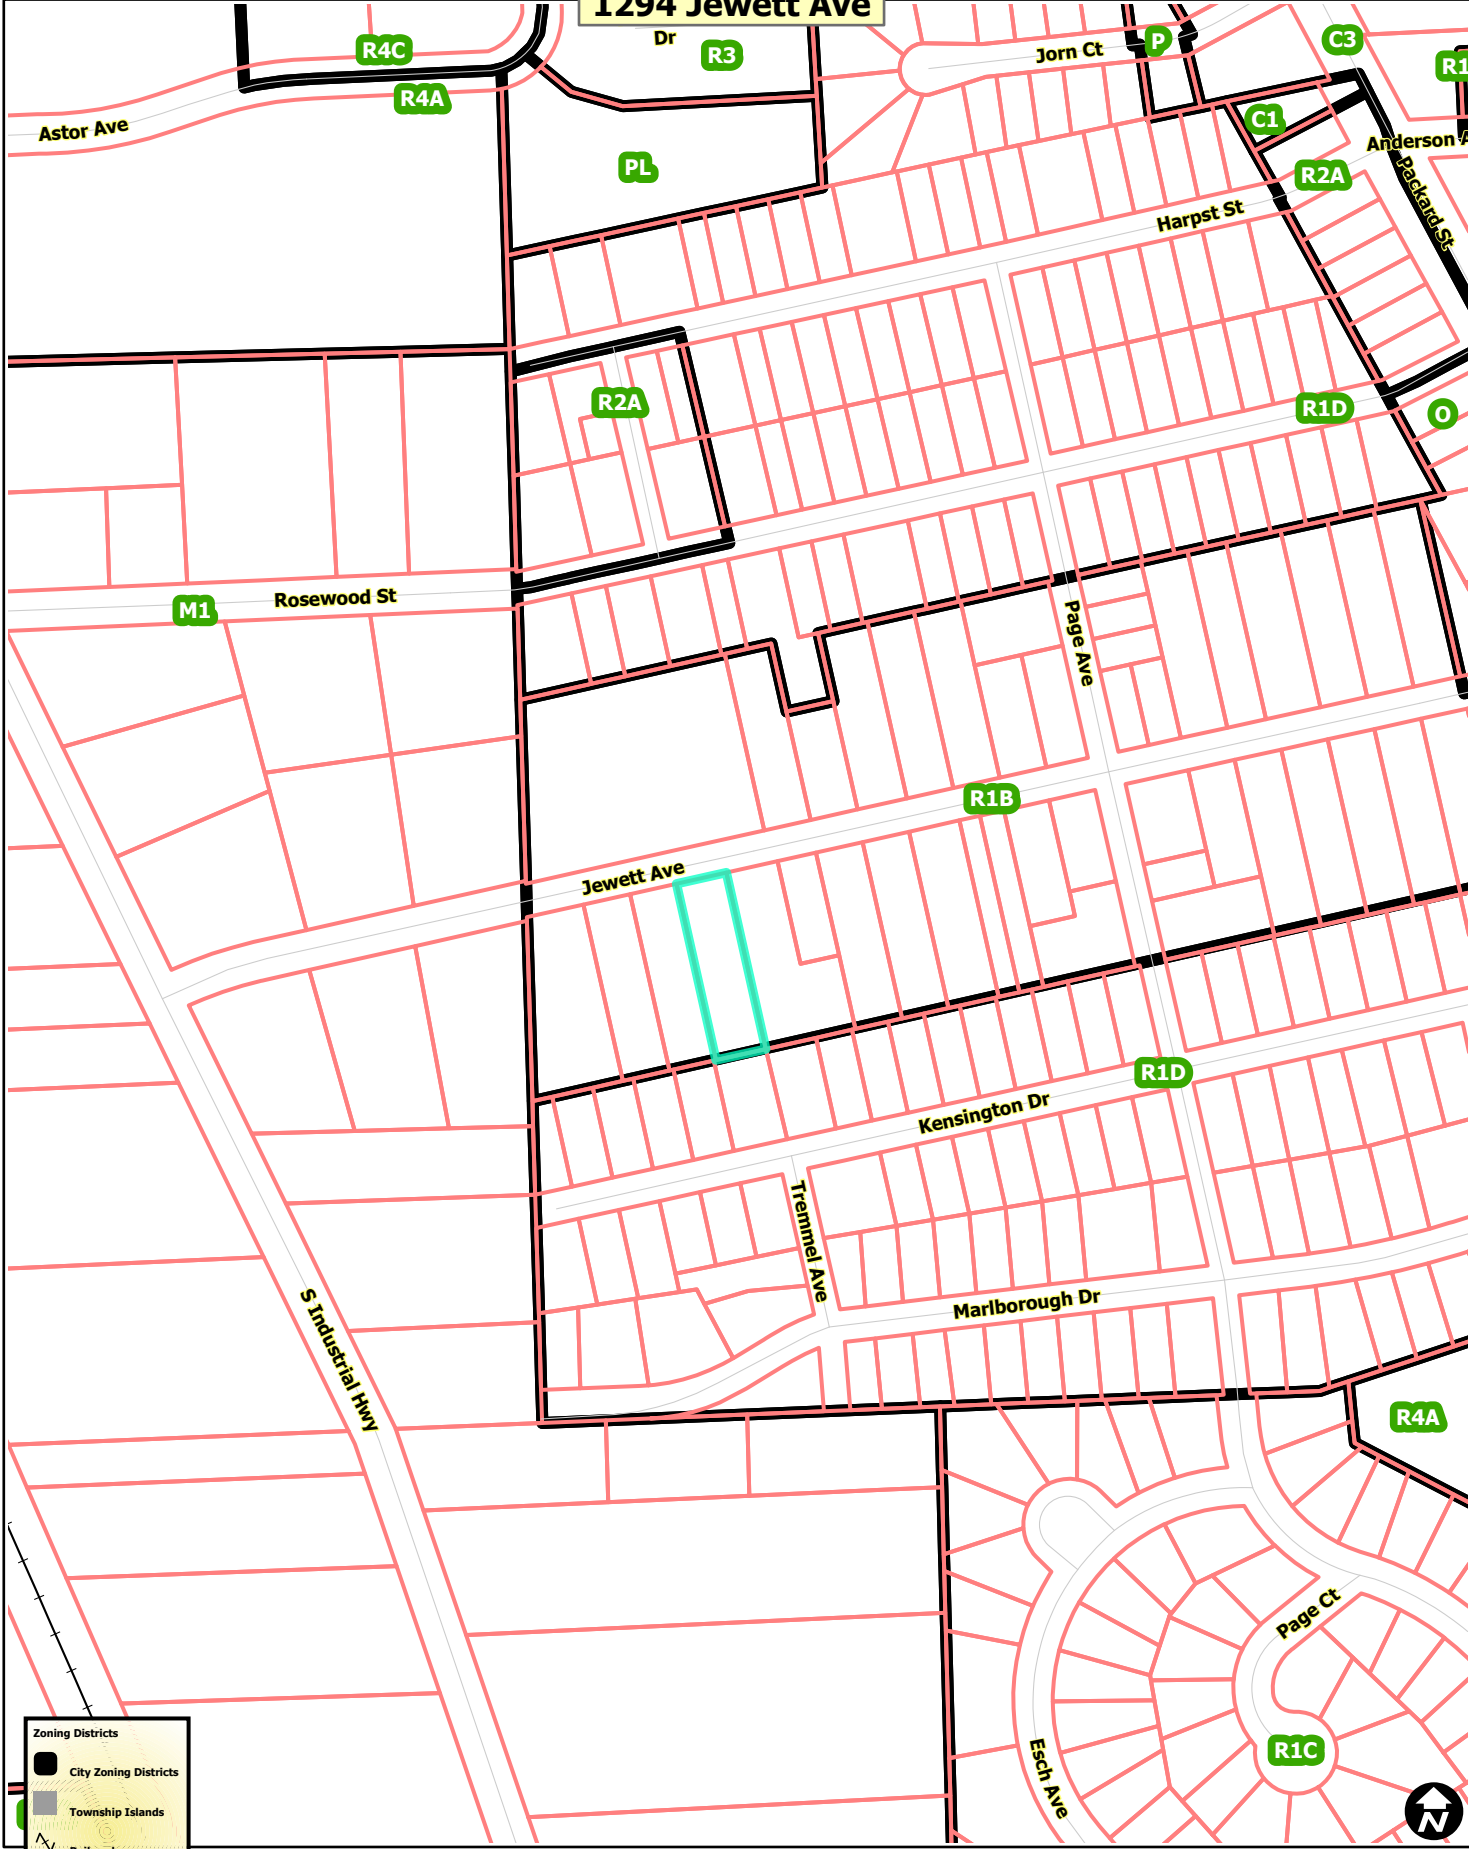 1294 Jewett Ave
Dr
R4C
R3
Jorn Ct
P
C3
R1
R4A
Astor Ave
C1
Anderson A
PL
R2A
Packard St
Harpst St
R2A
R1D
O
M1
Rosewood St
Page Ave
R1B
Jewett Ave
R1D
Kensington Dr
Tremmel Ave
Marlborough Dr
S Industrial Hwy
R4A
Page Ct
R1C
Esch Ave
Zoning Districts
City Zoning Districts
Township Islands
N